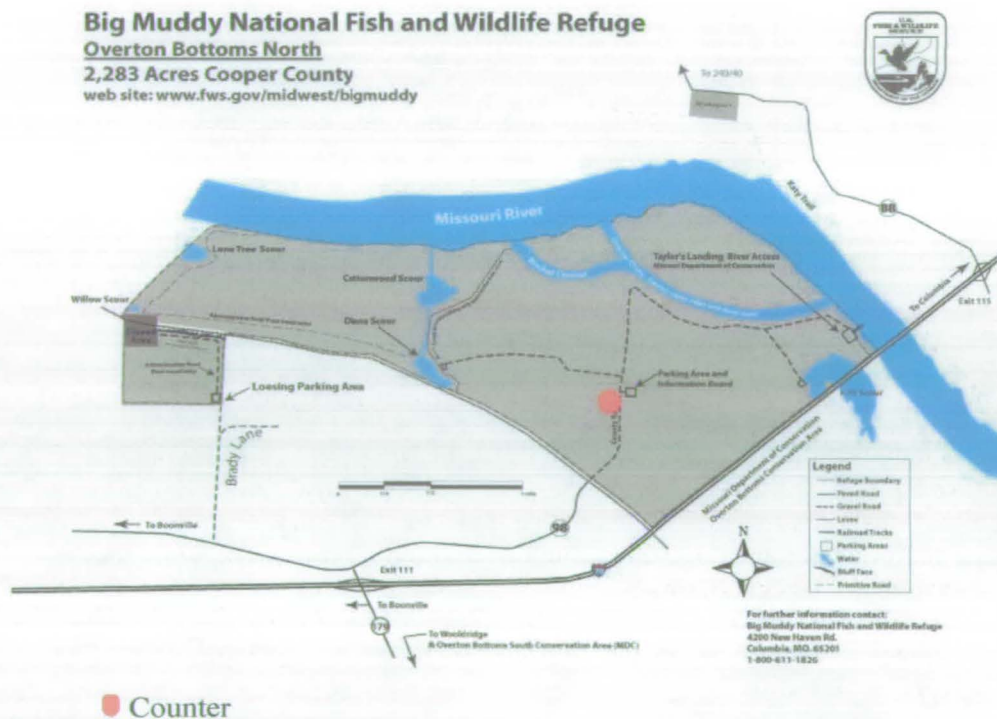 Big Muddy National Fish and Wildlife Refuge
Overton Bottoms North
2,283 Acres Cooper County
web site: www.fws.gov/midwest/bigmuddy
U.S.
FISH & WILDLIFE
SERVICE
To 240/40
Katy Trail
BB
Missouri River
Lone Tree Scour
Cottonwood Scour
Taylor's Landing River Access
Missouri Department of Conservation
To Columbia
Exit 115
Willow Scour
Diana Scour
Loesing Parking Area
Parking Area and
Information Board
Brady Lane
Missouri Department of Conservation
Overton Bottoms Conservation Area
To Boonville
98
Exit 111
To Boonville
179
To Wooldridge
& Overton Bottoms South Conservation Area (MDC)
N
Legend
Refuge Boundary
Paved Road
Gravel Road
Levee
Railroad Tracks
Parking Areas
Water
Bluff Face
Primitive Road
For further information contact:
Big Muddy National Fish and Wildlife Refuge
4200 New Haven Rd.
Columbia, MO. 65201
1-800-611-1826
Counter